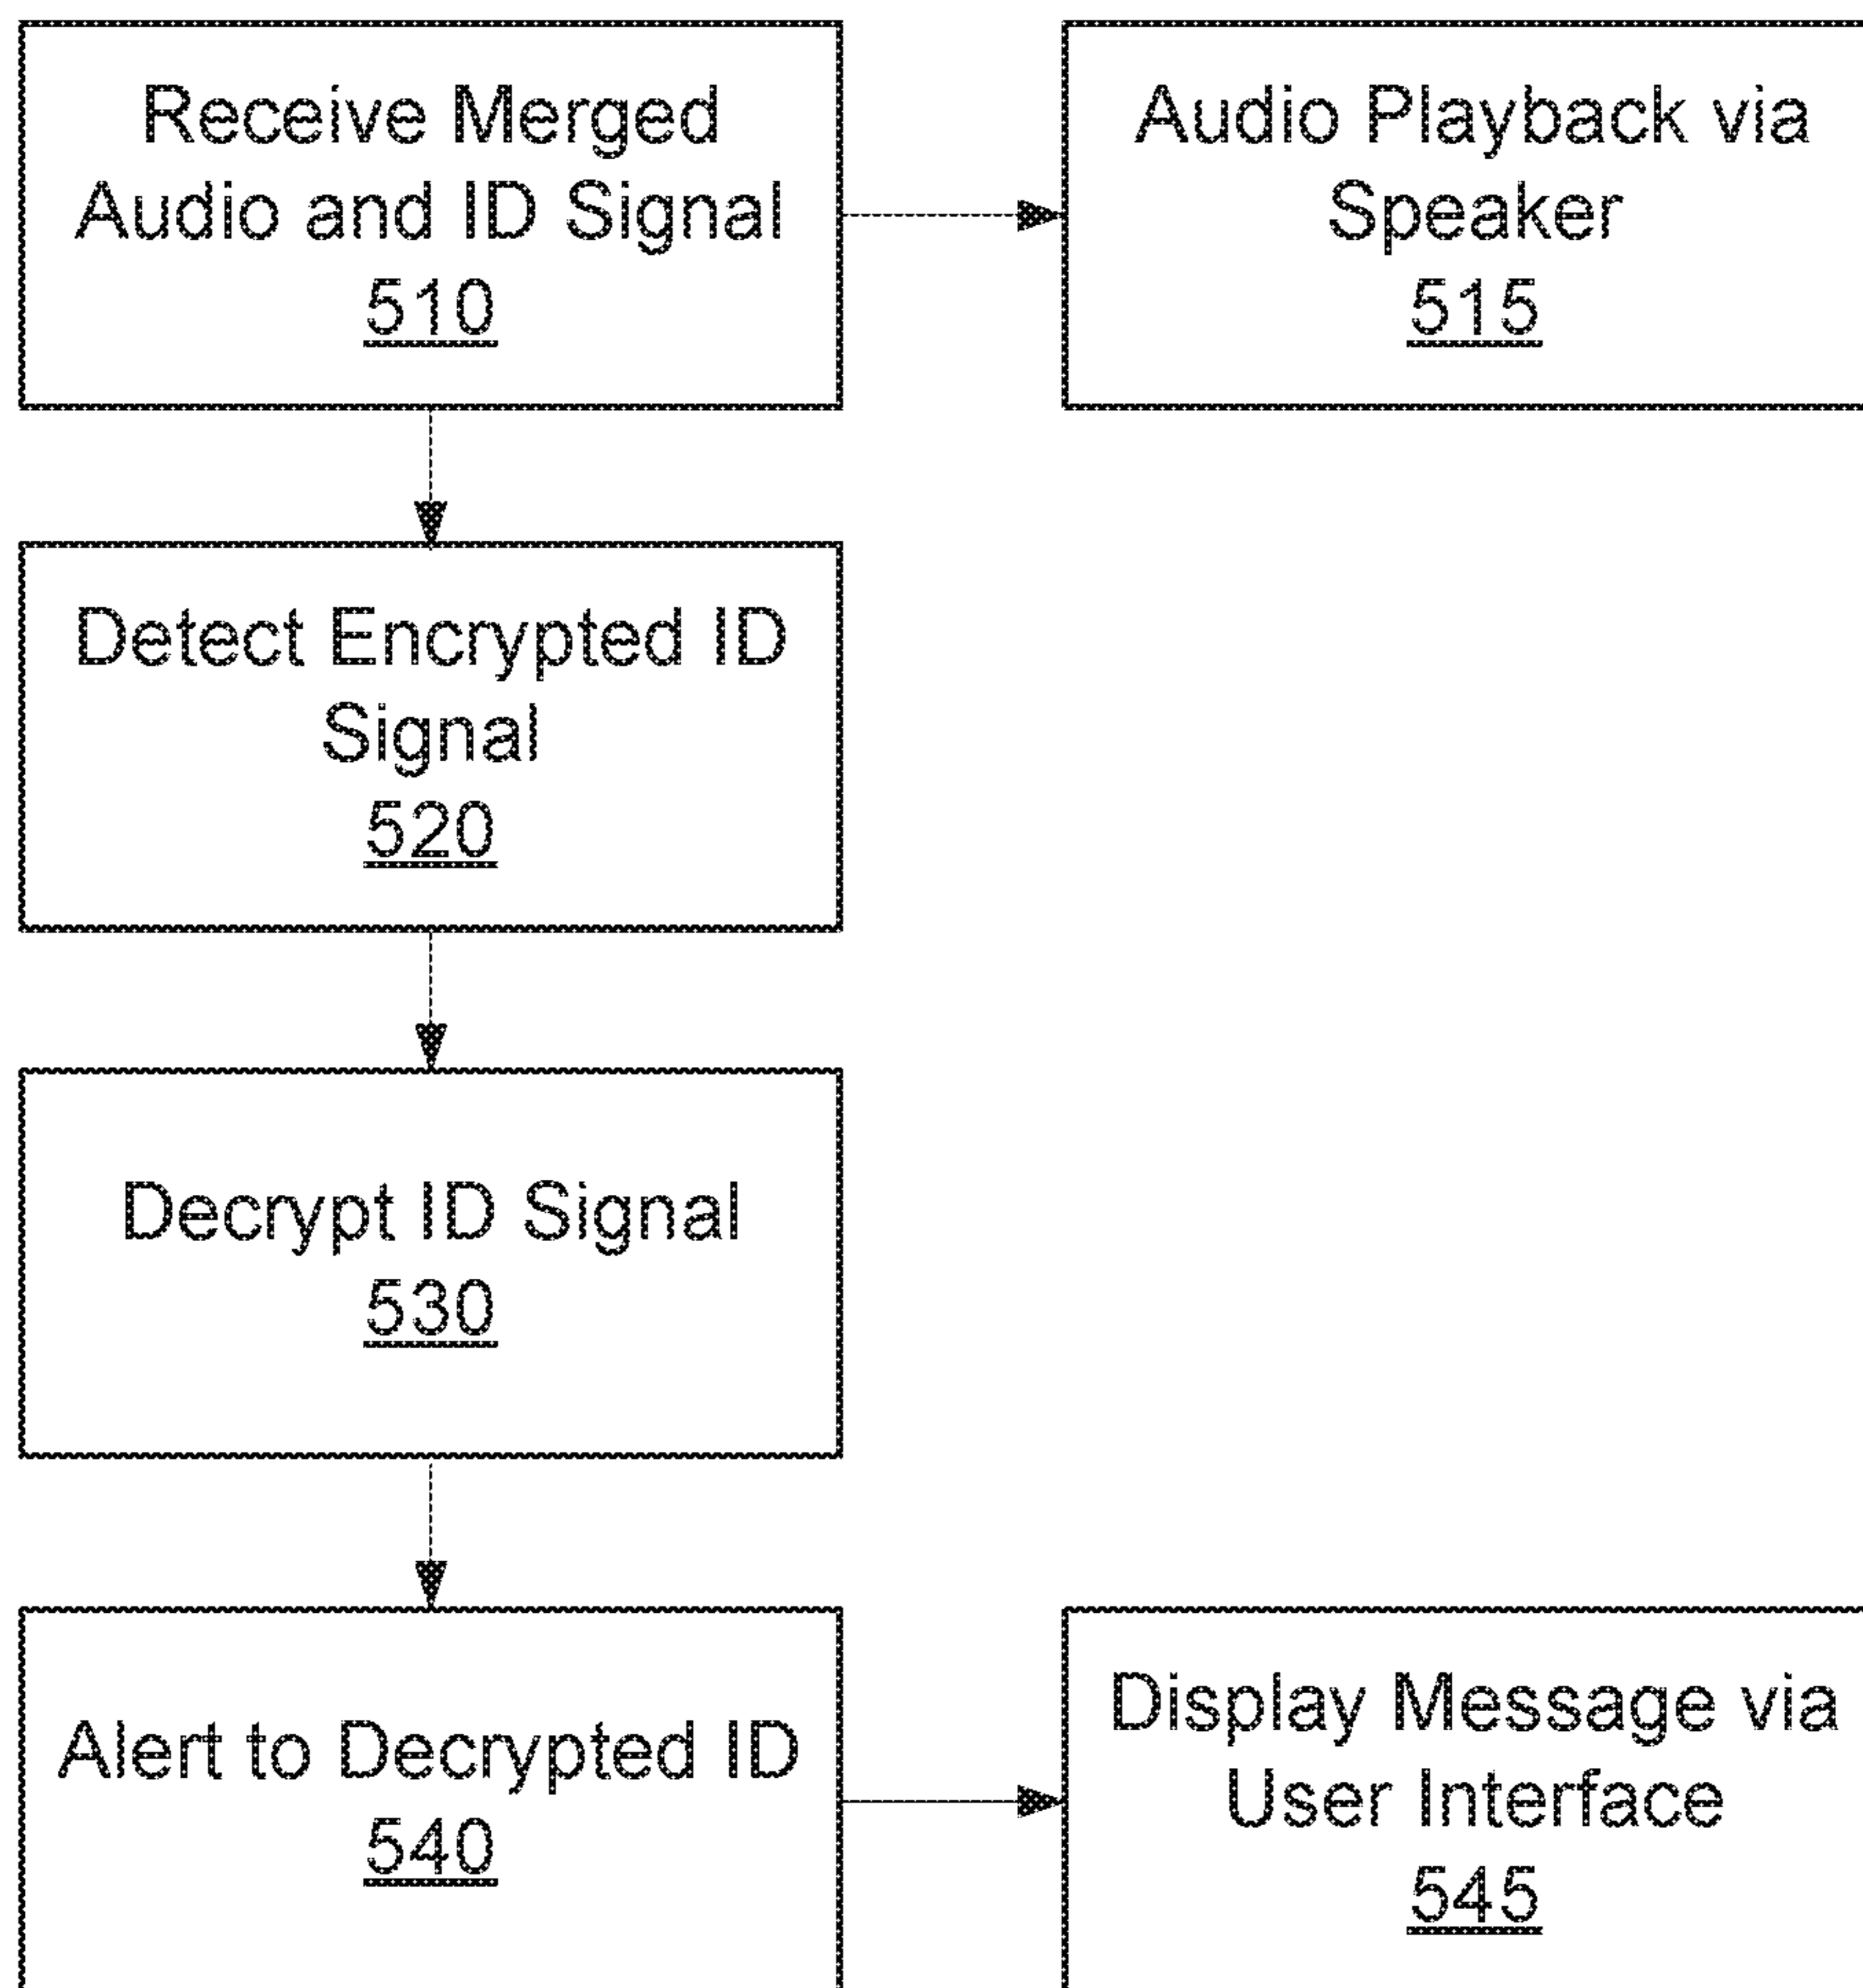 Receive Merged
Audio and ID Signal
510
Audio Playback via
Speaker
515
Detect Encrypted ID
Signal
520
Decrypt ID Signal
530
Alert to Decrypted ID
540
Display Message via
User Interface
545